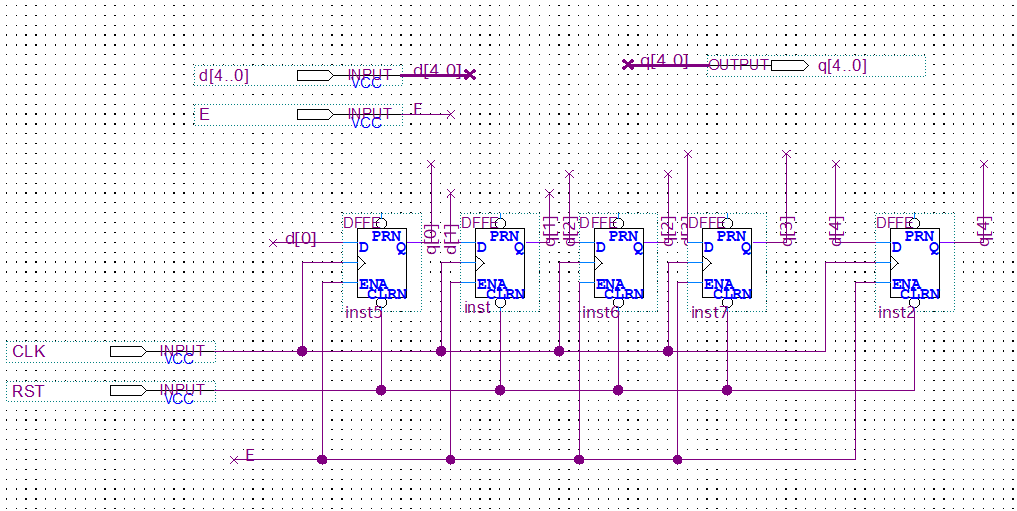 d[4..0] INPUT VCC d[4..0]
q[4..0] OUTPUT q[4..0]
E INPUT VCC E
DFFE DFFE DFFE DFFE DFFE
d[0] D PRN Q ENA CLRN inst5
q[0]
d[1] D PRN Q ENA CLRN inst
q[1]
d[2] D PRN Q ENA CLRN inst6
q[2]
D PRN Q ENA CLRN inst7
q[3]
d[4] D PRN Q ENA CLRN inst2
q[4]
CLK INPUT VCC
RST INPUT VCC
E